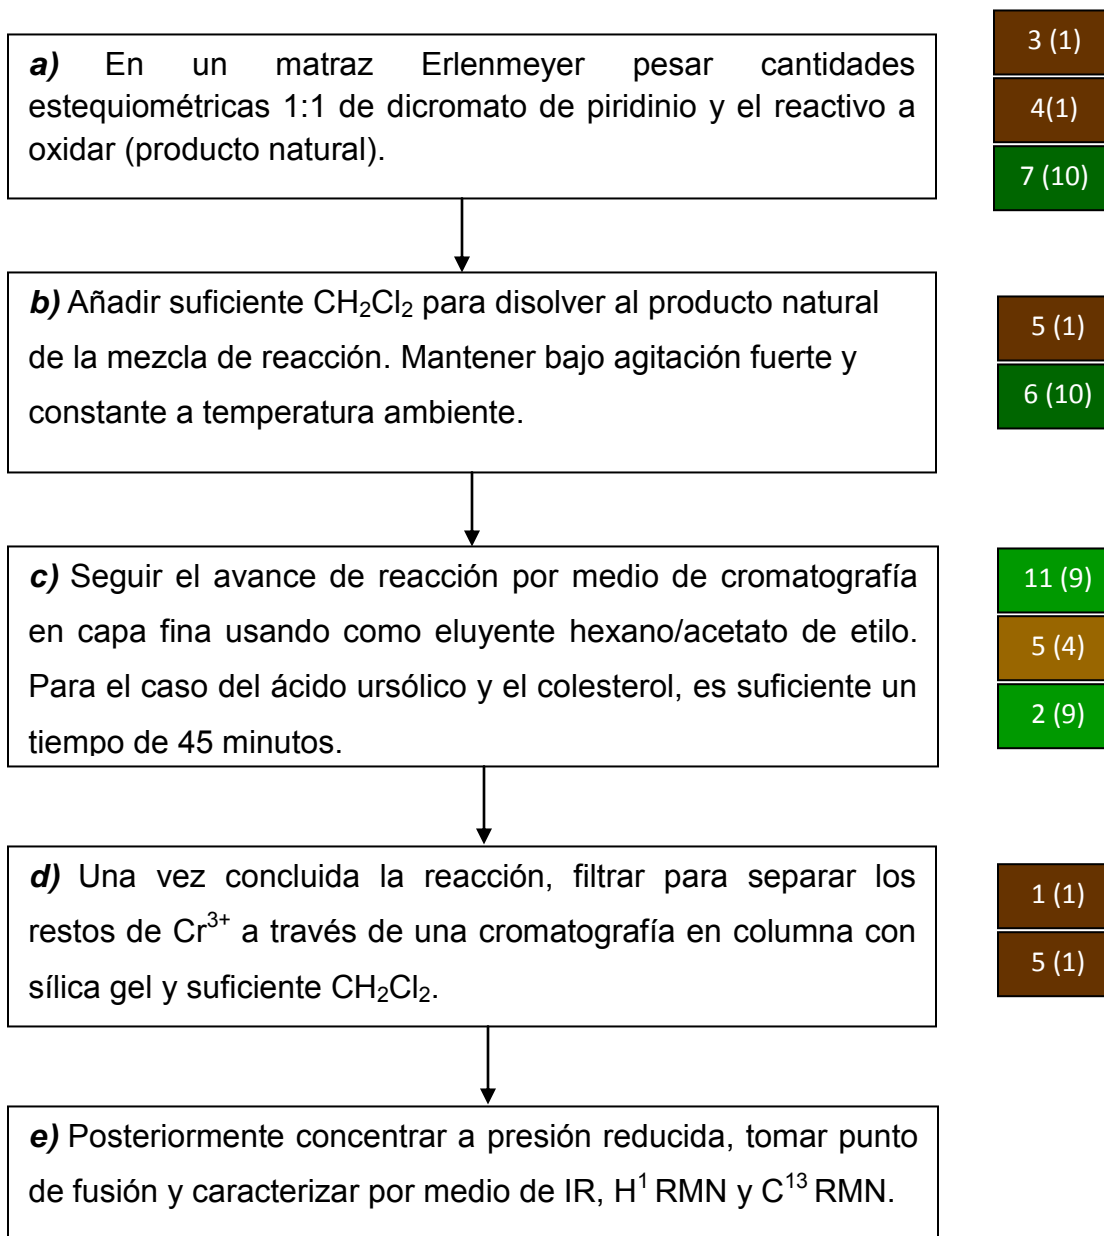 a) En un matraz Erlenmeyer pesar cantidades
estequiométricas 1:1 de dicromato de piridinio y el reactivo a
oxidar (producto natural).
3 (1)
4(1)
7 (10)
b) Añadir suficiente CH2Cl2 para disolver al producto natural
de la mezcla de reacción. Mantener bajo agitación fuerte y
constante a temperatura ambiente.
5 (1)
6 (10)
c) Seguir el avance de reacción por medio de cromatografía
en capa fina usando como eluyente hexano/acetato de etilo.
Para el caso del ácido ursólico y el colesterol, es suficiente un
tiempo de 45 minutos.
11 (9)
5 (4)
2 (9)
d) Una vez concluida la reacción, filtrar para separar los
restos de Cr3+ a través de una cromatografía en columna con
sílica gel y suficiente CH2Cl2.
1 (1)
5 (1)
e) Posteriormente concentrar a presión reducida, tomar punto
de fusión y caracterizar por medio de IR, H1 RMN y C13 RMN.